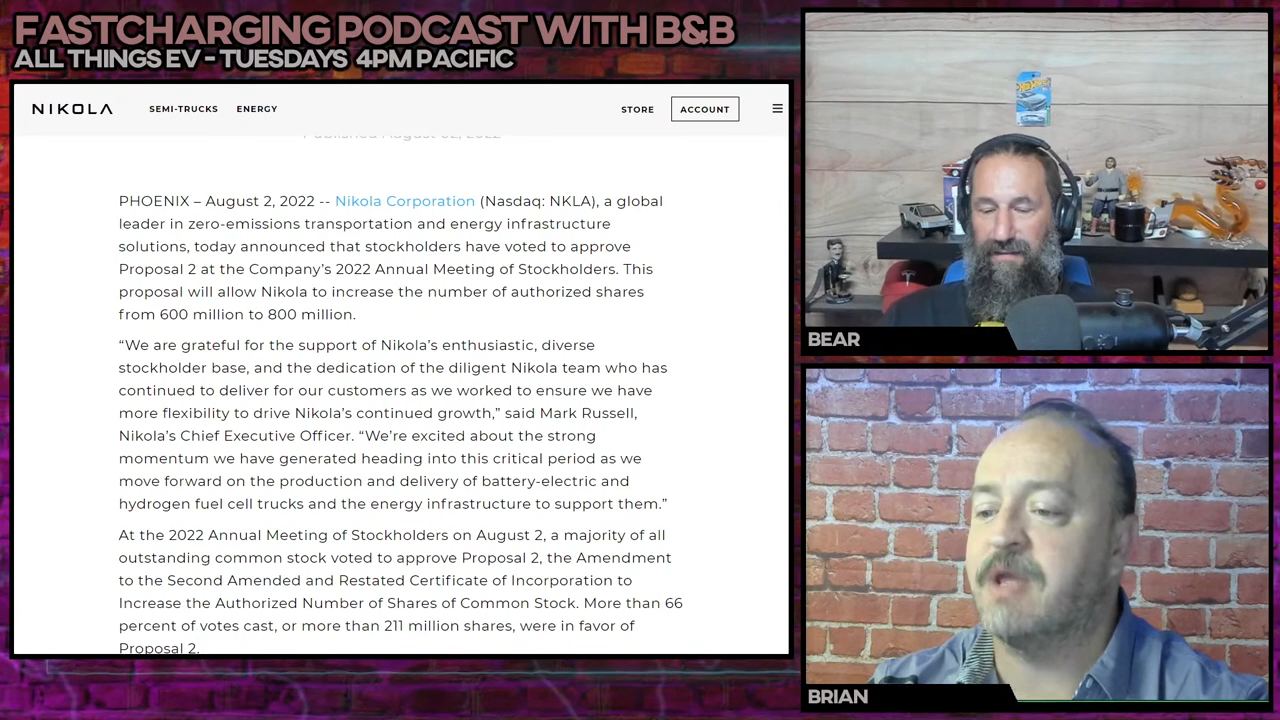 FASTCHARGING PODCAST WITH B&B
ALL THINGS EV - TUESDAYS 4PM PACIFIC
NIKOLA SEMI-TRUCKS ENERGY STORE ACCOUNT
Published August 02, 2022
PHOENIX – August 2, 2022 -- Nikola Corporation (Nasdaq: NKLA), a global
leader in zero-emissions transportation and energy infrastructure
solutions, today announced that stockholders have voted to approve
Proposal 2 at the Company’s 2022 Annual Meeting of Stockholders. This
proposal will allow Nikola to increase the number of authorized shares
from 600 million to 800 million.
“We are grateful for the support of Nikola’s enthusiastic, diverse
stockholder base, and the dedication of the diligent Nikola team who has
continued to deliver for our customers as we worked to ensure we have
more flexibility to drive Nikola’s continued growth,” said Mark Russell,
Nikola’s Chief Executive Officer. “We’re excited about the strong
momentum we have generated heading into this critical period as we
move forward on the production and delivery of battery-electric and
hydrogen fuel cell trucks and the energy infrastructure to support them.”
At the 2022 Annual Meeting of Stockholders on August 2, a majority of all
outstanding common stock voted to approve Proposal 2, the Amendment
to the Second Amended and Restated Certificate of Incorporation to
Increase the Authorized Number of Shares of Common Stock. More than 66
percent of votes cast, or more than 211 million shares, were in favor of
Proposal 2.
Hot Wheels
BEAR
BRIAN